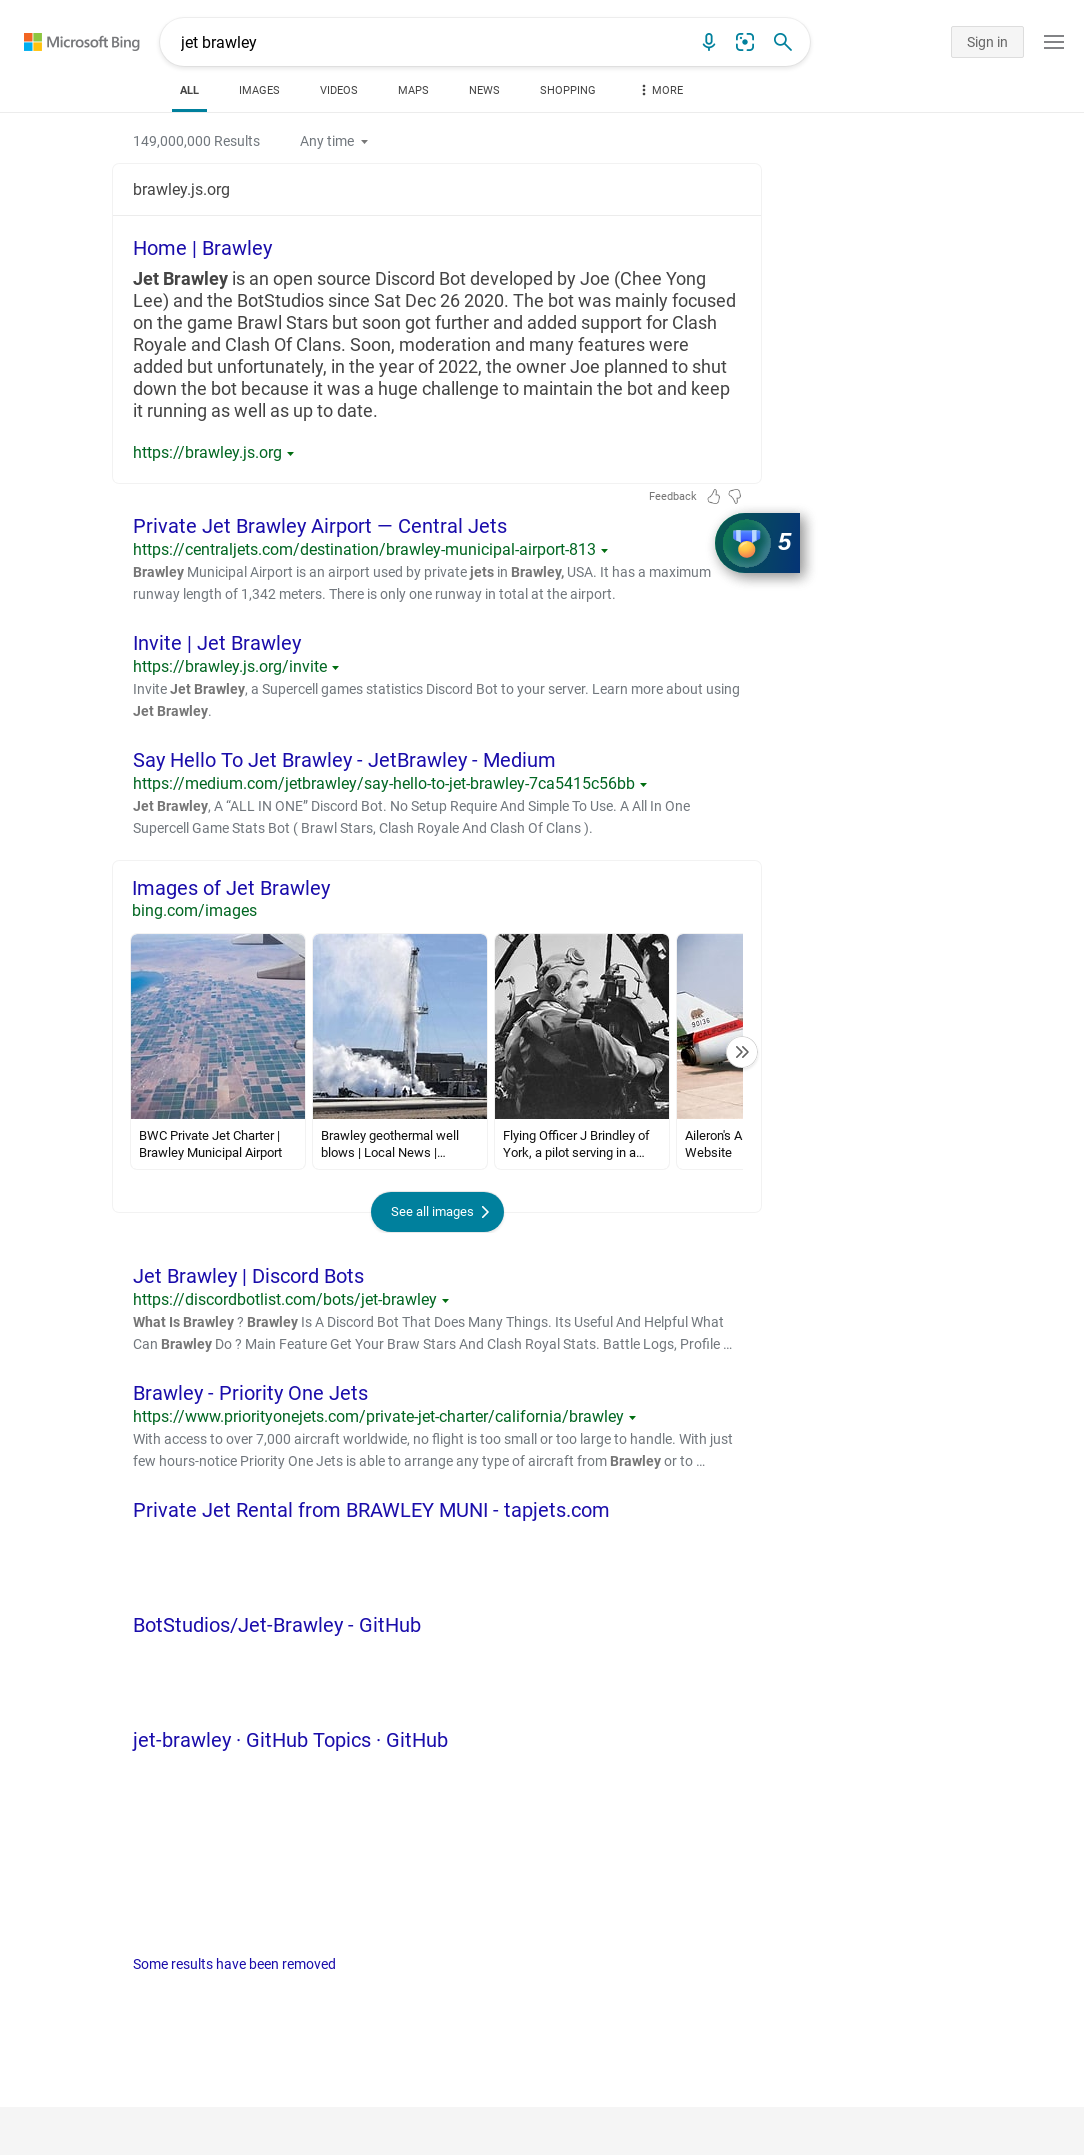 Microsoft Bing
jet brawley
Sign in
ALL
IMAGES
VIDEOS
MAPS
NEWS
SHOPPING
MORE
149,000,000 Results
Any time
brawley.js.org
Home | Brawley
Jet Brawley is an open source Discord Bot developed by Joe (Chee Yong
Lee) and the BotStudios since Sat Dec 26 2020. The bot was mainly focused
on the game Brawl Stars but soon got further and added support for Clash
Royale and Clash Of Clans. Soon, moderation and many features were
added but unfortunately, in the year of 2022, the owner Joe planned to shut
down the bot because it was a huge challenge to maintain the bot and keep
it running as well as up to date.
https://brawley.js.org
Feedback
Private Jet Brawley Airport — Central Jets
https://centraljets.com/destination/brawley-municipal-airport-813
Brawley Municipal Airport is an airport used by private jets in Brawley, USA. It has a maximum
runway length of 1,342 meters. There is only one runway in total at the airport.
5
Invite | Jet Brawley
https://brawley.js.org/invite
Invite Jet Brawley, a Supercell games statistics Discord Bot to your server. Learn more about using
Jet Brawley.
Say Hello To Jet Brawley - JetBrawley - Medium
https://medium.com/jetbrawley/say-hello-to-jet-brawley-7ca5415c56bb
Jet Brawley, A “ALL IN ONE” Discord Bot. No Setup Require And Simple To Use. A All In One
Supercell Game Stats Bot ( Brawl Stars, Clash Royale And Clash Of Clans ).
Images of Jet Brawley
bing.com/images
90136
CALIFORNIA
BWC Private Jet Charter |
Brawley Municipal Airport
Brawley geothermal well
blows | Local News |…
Flying Officer J Brindley of
York, a pilot serving in a…
Aileron's A
Website
See all images
Jet Brawley | Discord Bots
https://discordbotlist.com/bots/jet-brawley
What Is Brawley ? Brawley Is A Discord Bot That Does Many Things. Its Useful And Helpful What
Can Brawley Do ? Main Feature Get Your Braw Stars And Clash Royal Stats. Battle Logs, Profile …
Brawley - Priority One Jets
https://www.priorityonejets.com/private-jet-charter/california/brawley
With access to over 7,000 aircraft worldwide, no flight is too small or too large to handle. With just
few hours-notice Priority One Jets is able to arrange any type of aircraft from Brawley or to …
Private Jet Rental from BRAWLEY MUNI - tapjets.com
BotStudios/Jet-Brawley - GitHub
jet-brawley · GitHub Topics · GitHub
Some results have been removed